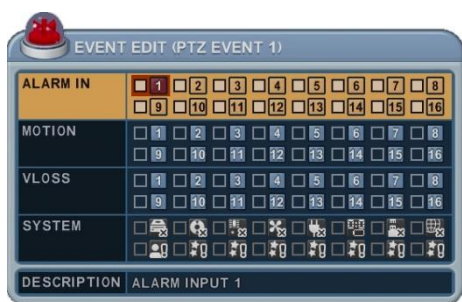 EVENT EDIT (PTZ EVENT 1)
ALARM IN 1 2 3 4 5 6 7 8
9 10 11 12 13 14 15 16
MOTION 1 2 3 4 5 6 7 8
9 10 11 12 13 14 15 16
VLOSS 1 2 3 4 5 6 7 8
9 10 11 12 13 14 15 16
SYSTEM
DESCRIPTION ALARM INPUT 1